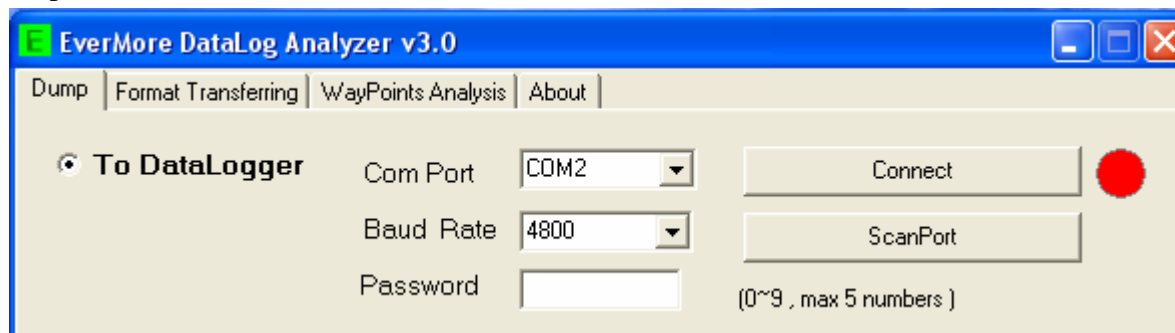 E EverMore DataLog Analyzer v3.0
Dump Format Transferring WayPoints Analysis About
To DataLogger Com Port COM2 Connect
Baud Rate 4800 ScanPort
Password (0~9 , max 5 numbers )